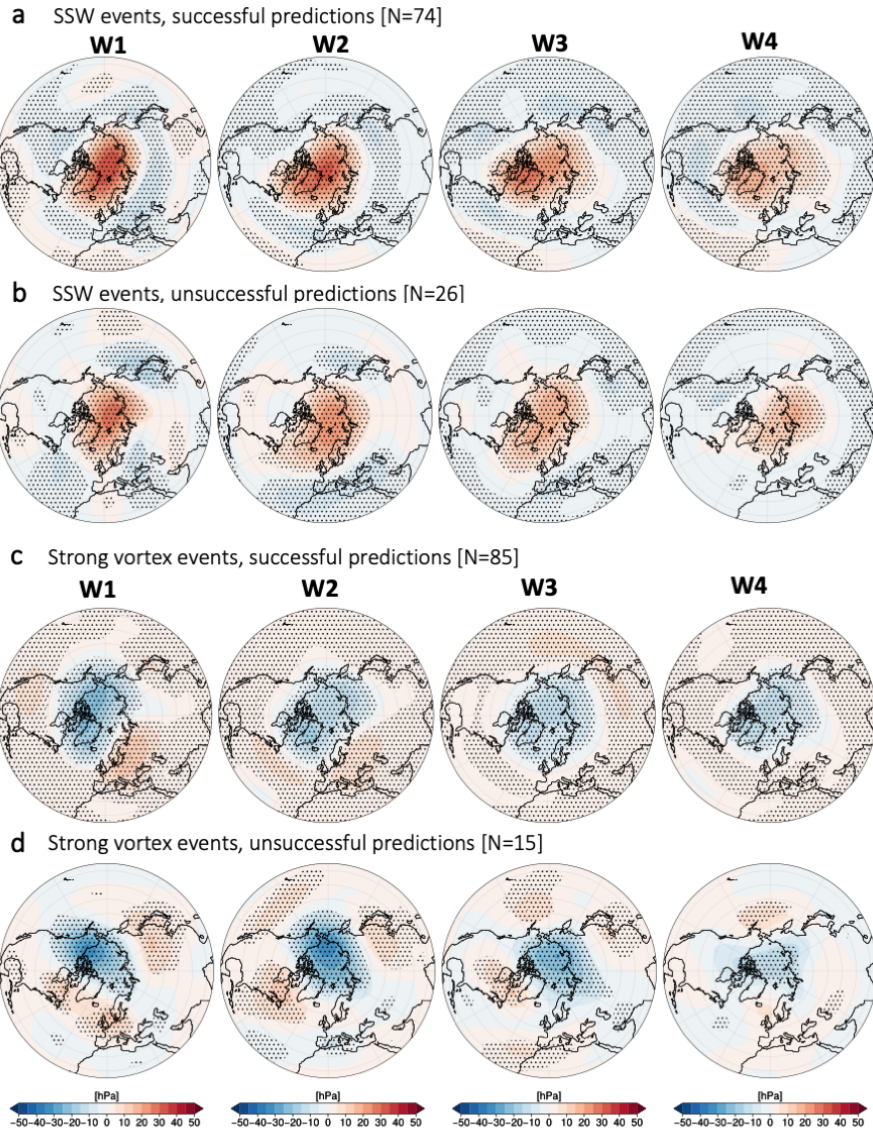 a SSW events, successful predictions [N=74]
W1 W2 W3 W4
b SSW events, unsuccessful predictions [N=26]
c Strong vortex events, successful predictions [N=85]
W1 W2 W3 W4
d Strong vortex events, unsuccessful predictions [N=15]
[hPa] [hPa] [hPa] [hPa]
−50−40−30−20−10 0 10 20 30 40 50 −50−40−30−20−10 0 10 20 30 40 50 −50−40−30−20−10 0 10 20 30 40 50 −50−40−30−20−10 0 10 20 30 40 50